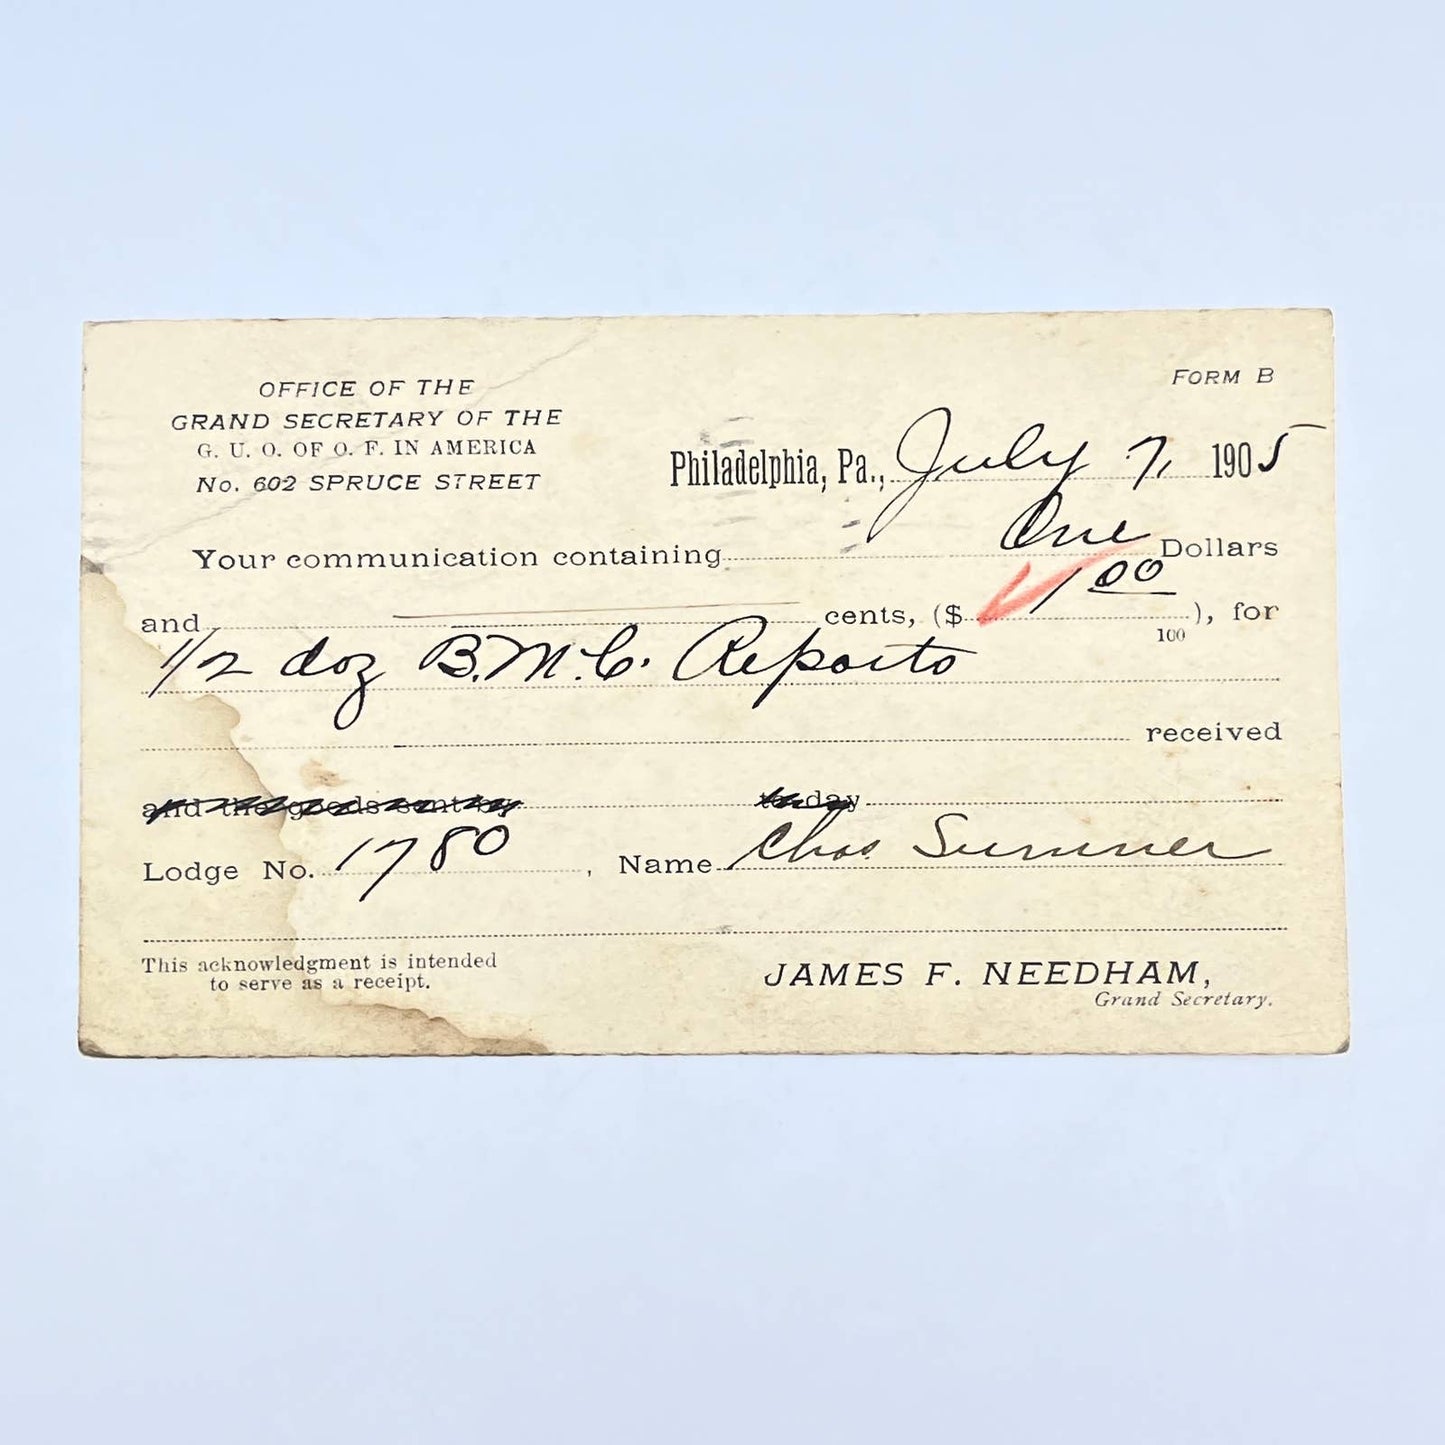 FORM B
OFFICE OF THE
GRAND SECRETARY OF THE
G. U. O. OF O. F. IN AMERICA
No. 602 SPRUCE STREET
Philadelphia, Pa., July 7, 1905
Your communication containing One Dollars
and cents, ($ 1 00/100 ), for
1/2 doz B.M.C. Reports
received
and the goods sent by to-day
Lodge No. 1780, Name Chas. Sumner
This acknowledgment is intended
to serve as a receipt.
JAMES F. NEEDHAM,
Grand Secretary.